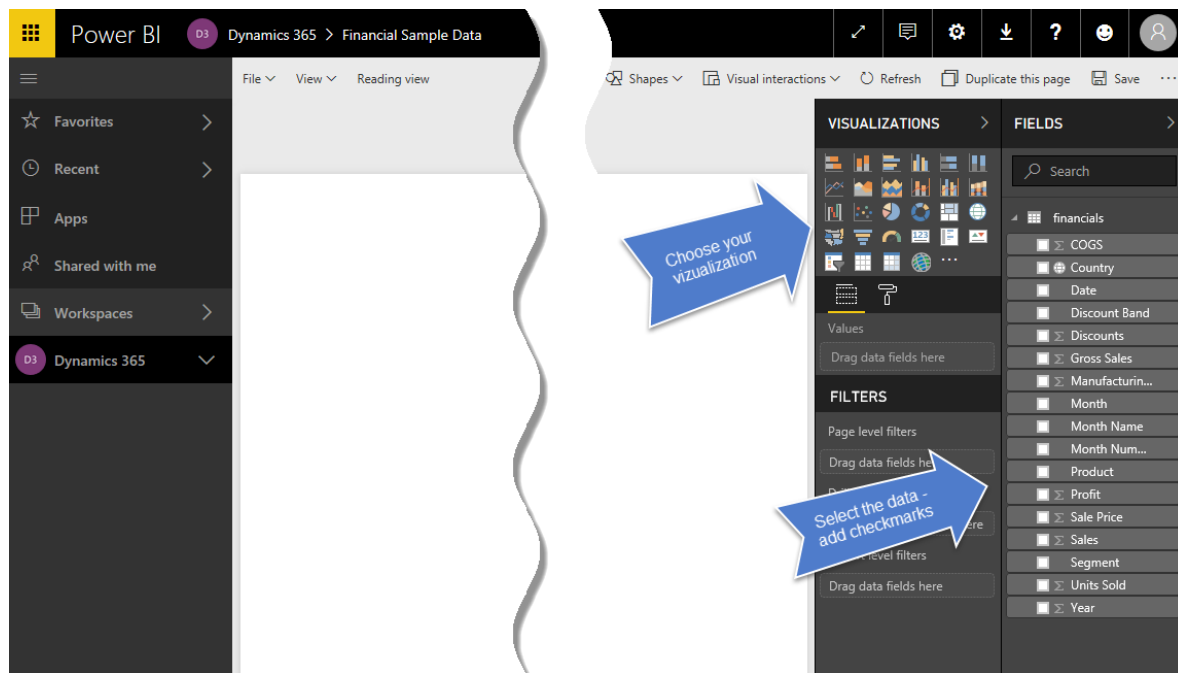 Power BI
D3
Dynamics 365 > Financial Sample Data
?
File
View
Reading view
Shapes
Visual interactions
Refresh
Duplicate this page
Save
...
Favorites
Recent
Apps
Shared with me
Workspaces
D3
Dynamics 365
Choose your
vizualization
VISUALIZATIONS
123
...
Values
Drag data fields here
FILTERS
Page level filters
Drag data fields he
Select the data -
add checkmarks
ere
level filters
Drag data fields here
FIELDS
Search
financials
Σ COGS
Country
Date
Discount Band
Σ Discounts
Σ Gross Sales
Σ Manufacturin...
Month
Month Name
Month Num...
Product
Σ Profit
Σ Sale Price
Σ Sales
Segment
Σ Units Sold
Σ Year